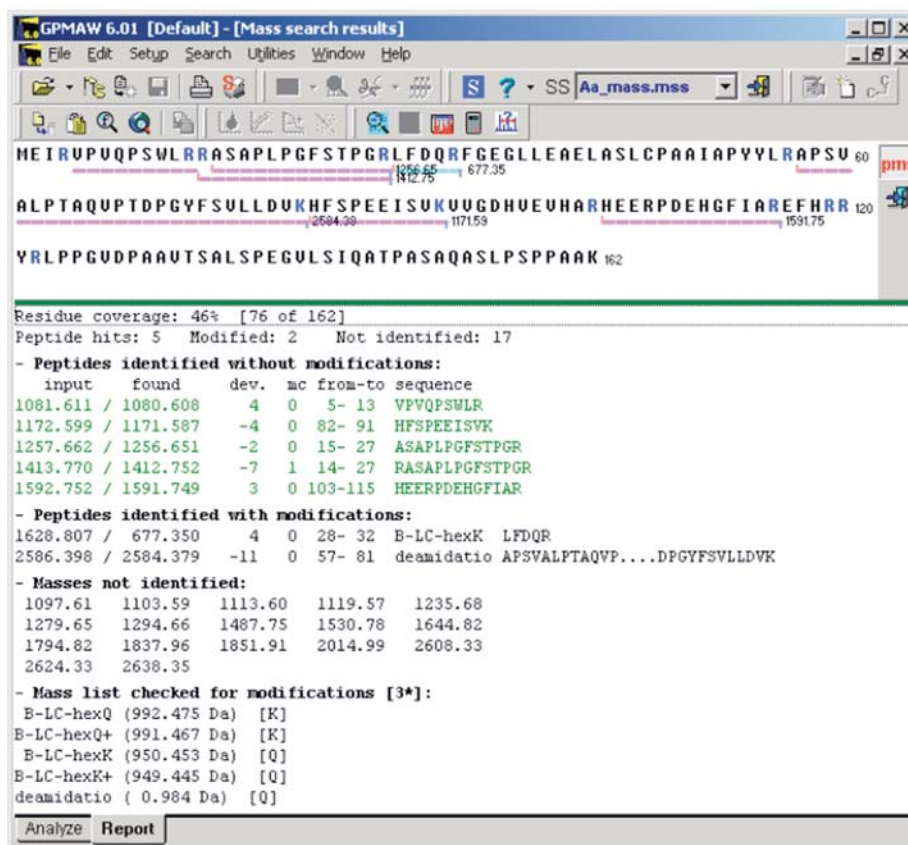 GPMAW 6.01 [Default] - [Mass search results]
File Edit Setup Search Utilities Window Help
S ? SS Aa_mass.mss
MEIRVPVQPSWLRRASAPLPGFSTPGRLFDQRFGEGLLEAELASLCPAAIAPYYLRAPSV 60
1256.65 677.35
1412.75
ALPTAQVPTDPGYFSVLLDVKHFSPEEISVKVVGDHVEVHARHEERPDEHGFIAREFHRR 120
2584.38 1171.59 1591.75
YRLPPGVDPAAVTSALSPEGVLSIQATPASAQASLPSPPAAK 162
Residue coverage: 46% [76 of 162]
Peptide hits: 5 Modified: 2 Not identified: 17
- Peptides identified without modifications:
input found dev. mc from-to sequence
1081.611 / 1080.608 4 0 5- 13 VPVQPSWLR
1172.599 / 1171.587 -4 0 82- 91 HFSPEEISVK
1257.662 / 1256.651 -2 0 15- 27 ASAPLPGFSTPGR
1413.770 / 1412.752 -7 1 14- 27 RASAPLPGFSTPGR
1592.752 / 1591.749 3 0 103-115 HEERPDEHGFIAR
- Peptides identified with modifications:
1628.807 / 677.350 4 0 28- 32 B-LC-hexK LFDQR
2586.398 / 2584.379 -11 0 57- 81 deamidatio APSVALPTAQVP....DPGYFSVLLDVK
- Masses not identified:
1097.61 1103.59 1113.60 1119.57 1235.68
1279.65 1294.66 1487.75 1530.78 1644.82
1794.82 1837.96 1851.91 2014.99 2608.33
2624.33 2638.35
- Mass list checked for modifications [3*]:
B-LC-hexQ (992.475 Da) [K]
B-LC-hexQ+ (991.467 Da) [K]
B-LC-hexK (950.453 Da) [Q]
B-LC-hexK+ (949.445 Da) [Q]
deamidatio ( 0.984 Da) [Q]
Analyze Report